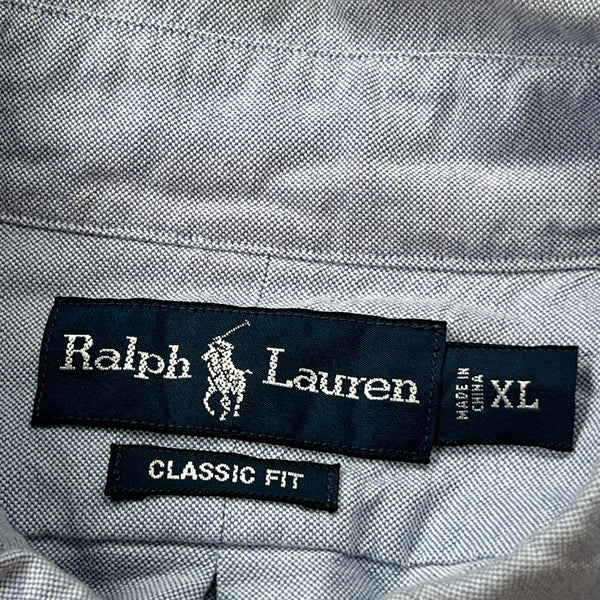 Ralph Lauren
MADE IN
CHINA
XL
CLASSIC FIT